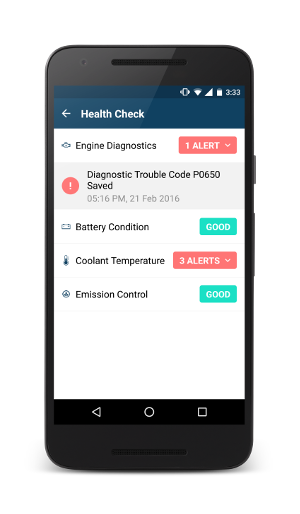 3:33
Health Check
Engine Diagnostics 1 ALERT
Diagnostic Trouble Code P0650
Saved
05:16 PM, 21 Feb 2016
Battery Condition GOOD
Coolant Temperature 3 ALERTS
Emission Control GOOD